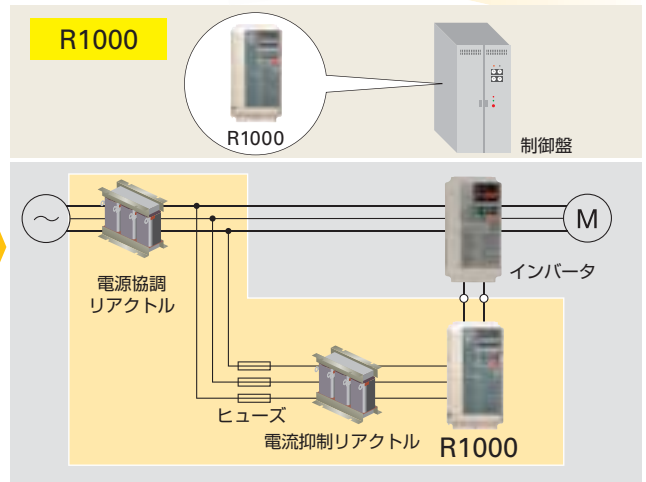 R1000
R1000
制御盤
～
M
電源協調
リアクトル
インバータ
ヒューズ
電流抑制リアクトル
R1000